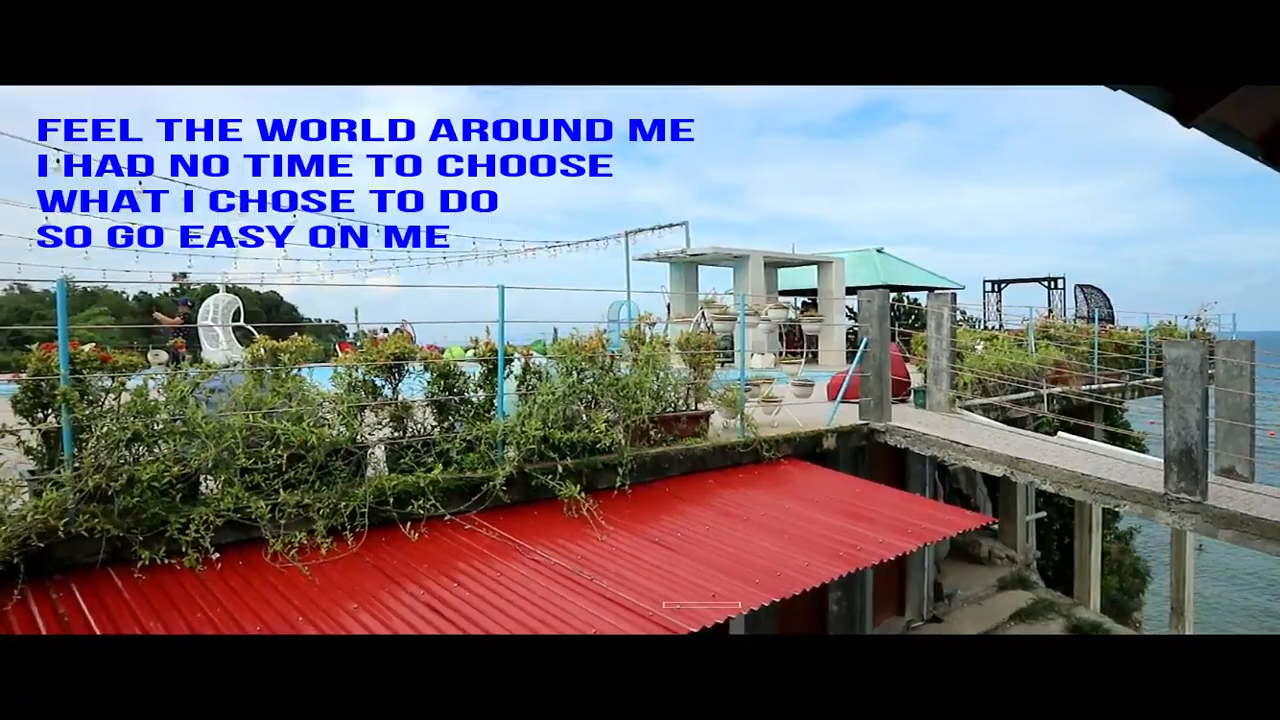 FEEL THE WORLD AROUND ME
I HAD NO TIME TO CHOOSE
WHAT I CHOSE TO DO
SO GO EASY ON ME